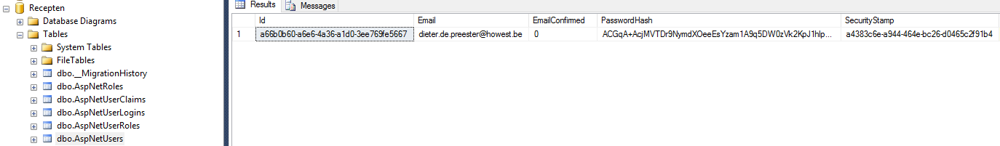 Recepten
Database Diagrams
Tables
System Tables
FileTables
dbo.__MigrationHistory
dbo.AspNetRoles
dbo.AspNetUserClaims
dbo.AspNetUserLogins
dbo.AspNetUserRoles
dbo.AspNetUsers
Results Messages
Id Email EmailConfirmed PasswordHash SecurityStamp
1 a66b0b60-a6e6-4a36-a1d0-3ee769fe5667 dieter.de.preester@howest.be 0 ACGqA+AcjMVTDr9NymdXOeeEsYzam1A9q5DW0zVk2KpJ1hlp... a4383c6e-a944-464e-bc26-d0465c2f91b4